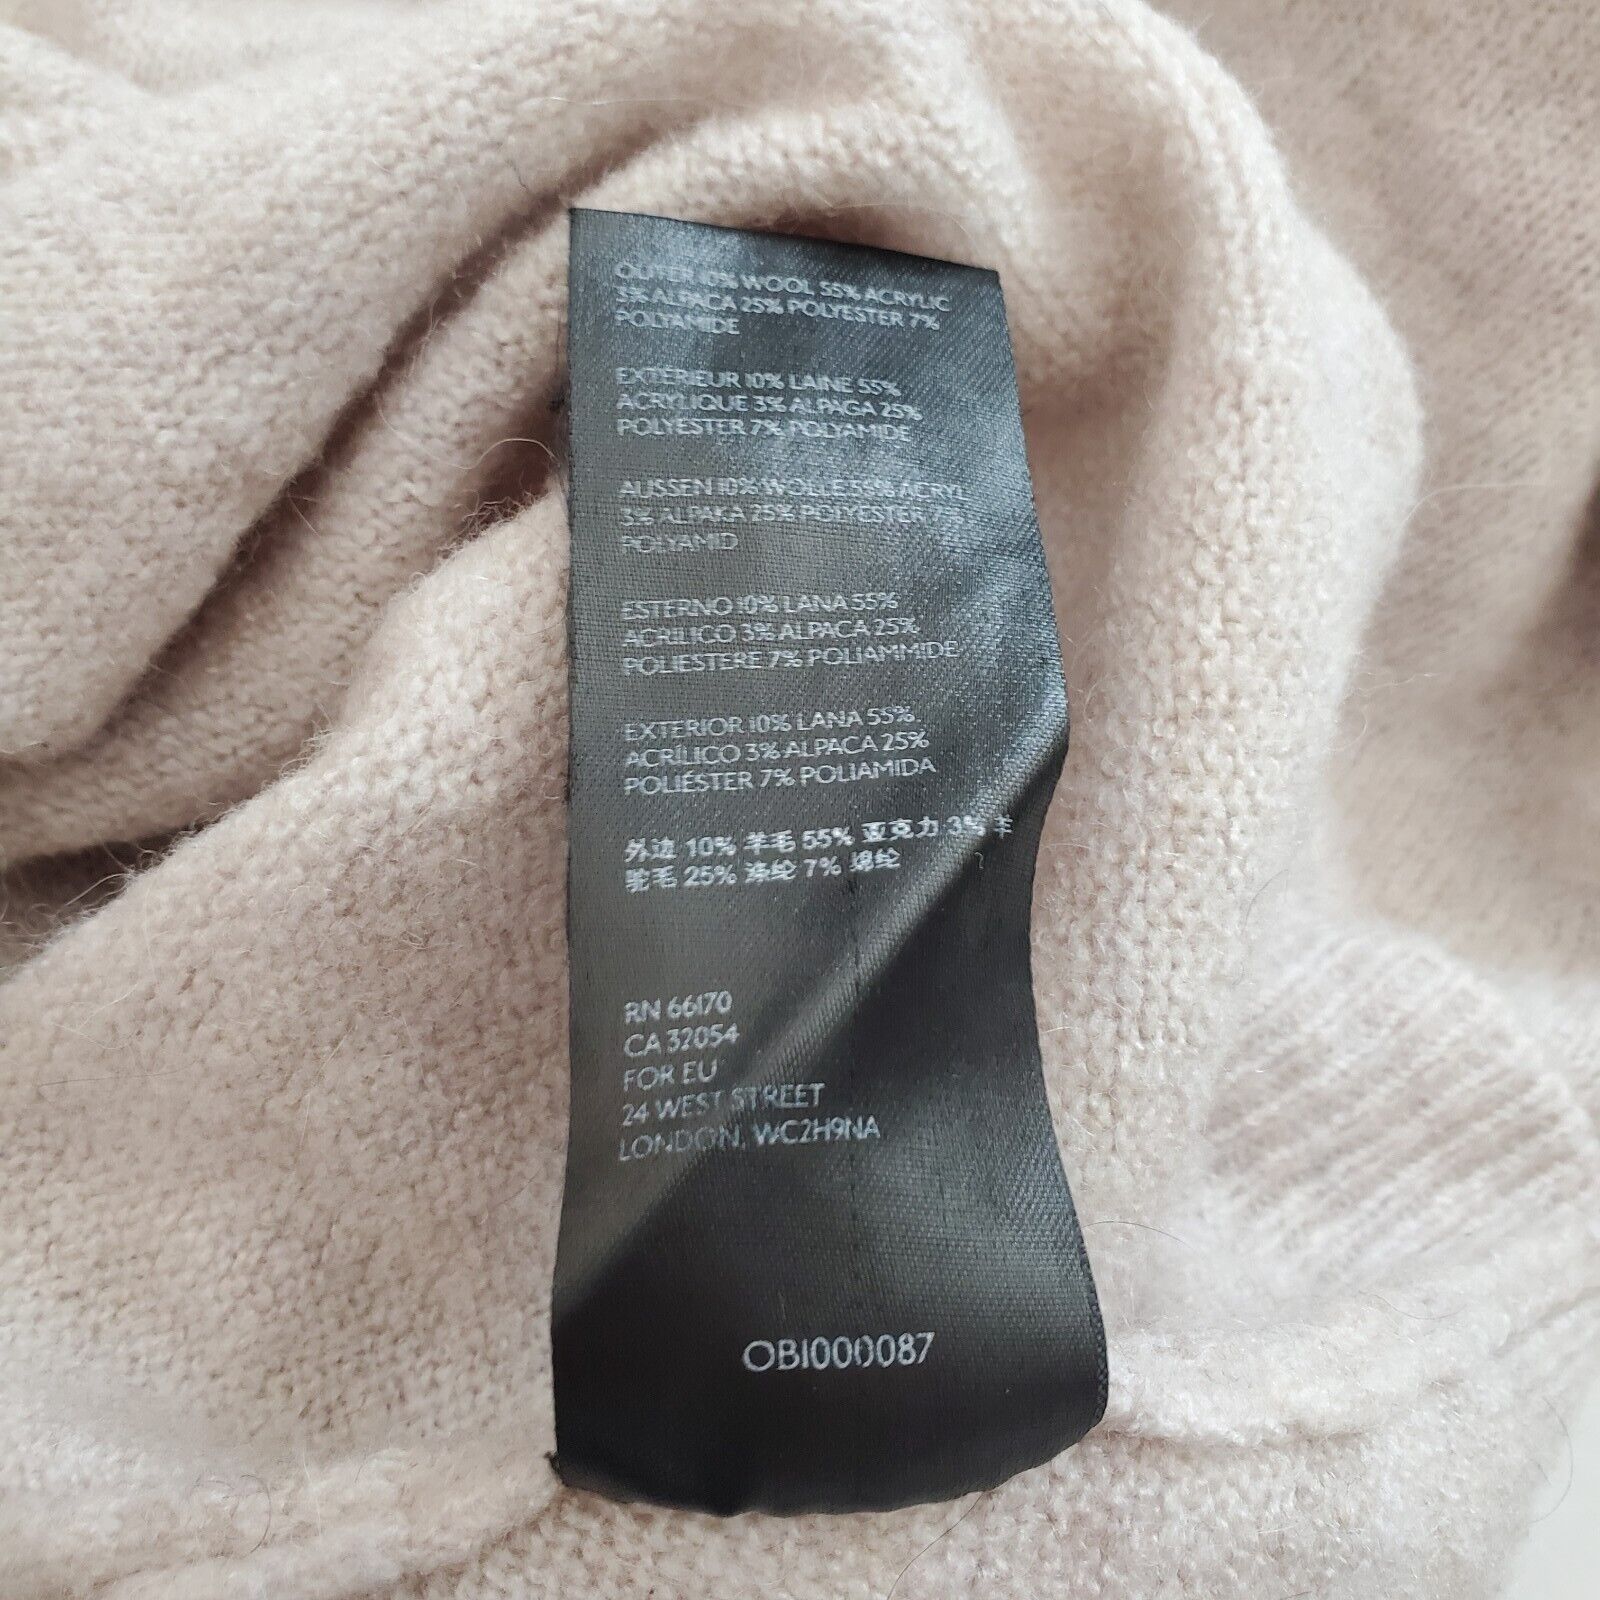 OUTER 10% WOOL 55% ACRYLIC
3% ALPACA 25% POLYESTER 7%
POLYAMIDE
EXTERIEUR 10% LAINE 55%
ACRYLIQUE 3% ALPAGA 25%
POLYESTER 7% POLYAMIDE
AUSSEN 10% WOLLE 55% ACRYL
3% ALPAKA 25% POLYESTER 7%
POLYAMID
ESTERNO 10% LANA 55%
ACRILICO 3% ALPACA 25%
POLIESTERE 7% POLIAMMIDE
EXTERIOR 10% LANA 55%
ACRÍLICO 3% ALPACA 25%
POLIÉSTER 7% POLIAMIDA
外边 10% 羊毛 55% 亚克力 3% 羊
驼毛 25% 涤纶 7% 锦纶
RN 66170
CA 32054
FOR EU
24 WEST STREET
LONDON, WC2H9NA
OBI000087